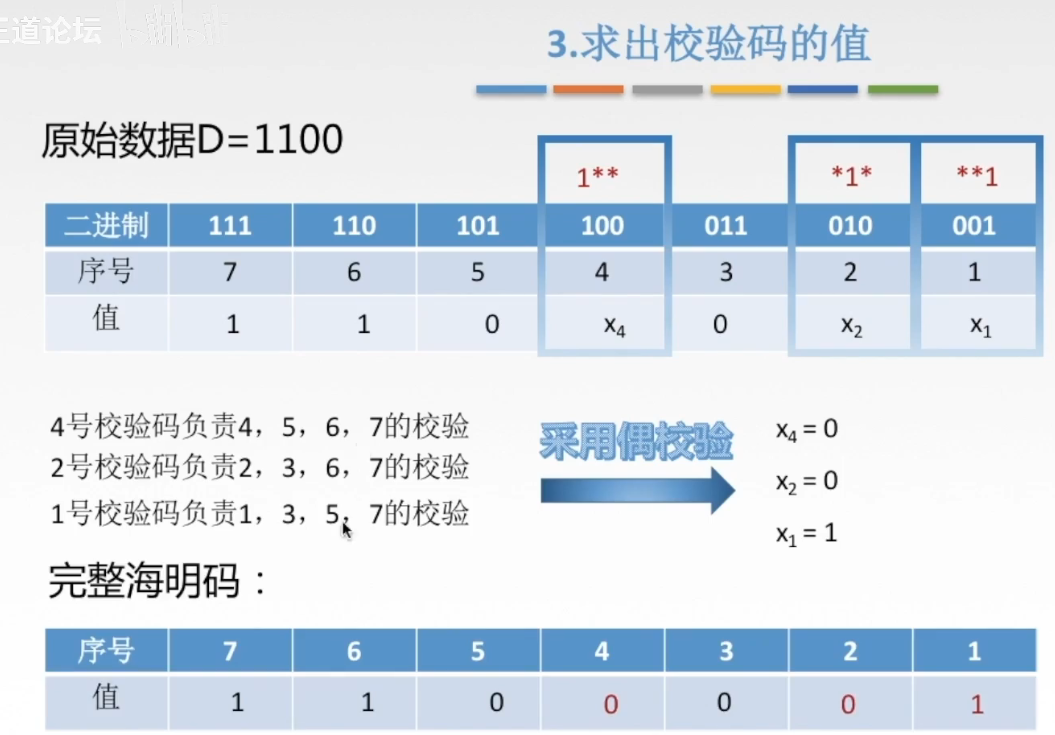 王道论坛
3.求出校验码的值
原始数据D=1100
1** *1* **1
二进制 111 110 101 100 011 010 001
序号 7 6 5 4 3 2 1
值 1 1 0 x₄ 0 x₂ x₁
4号校验码负责4，5，6，7的校验
2号校验码负责2，3，6，7的校验
1号校验码负责1，3，5，7的校验
采用偶校验
x₄ = 0
x₂ = 0
x₁ = 1
完整海明码：
序号 7 6 5 4 3 2 1
值 1 1 0 0 0 0 1